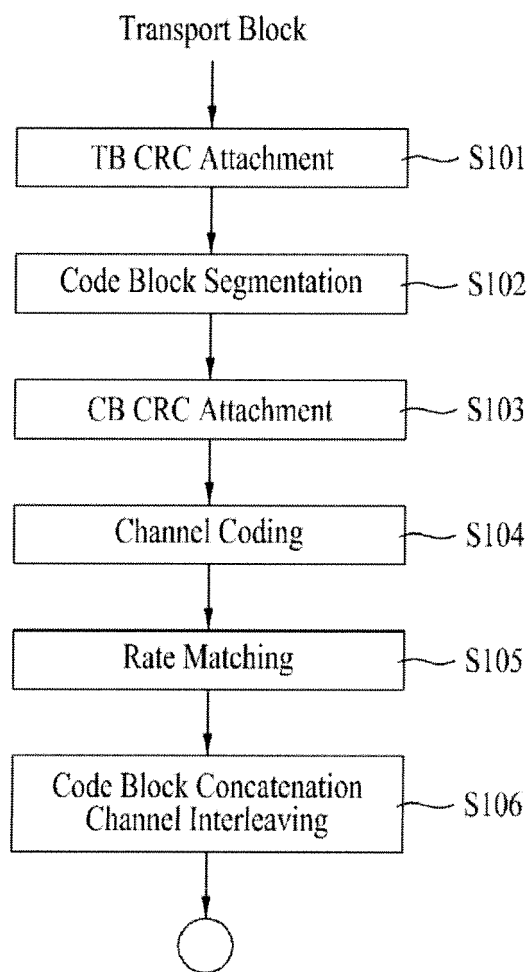 Transport Block
TB CRC Attachment
S101
Code Block Segmentation
S102
CB CRC Attachment
S103
Channel Coding
S104
Rate Matching
S105
Code Block Concatenation
Channel Interleaving
S106